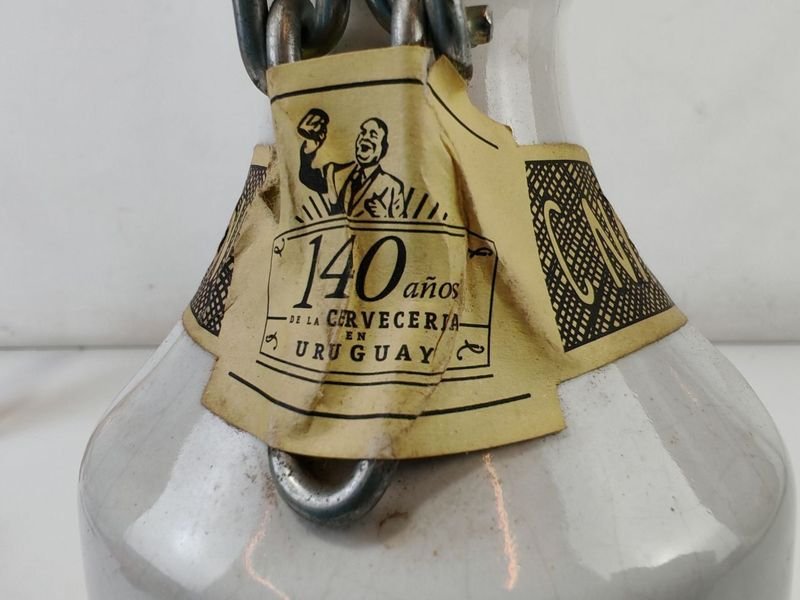 140 años
DE LA CERVECERIA
EN
URUGUAY